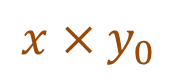 x × y₀